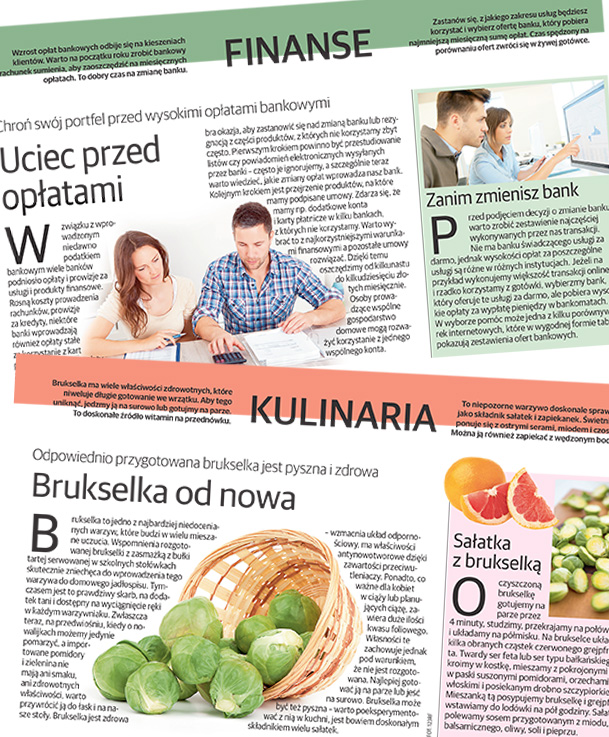 Wzrost opłat bankowych odbije się na kieszeniach
klientów. Warto na początku roku zrobić bankowy
rachunek sumienia, aby zaoszczędzić na miesięcznych
opłatach. To dobry czas na zmianę banku.
FINANSE
Zastanów się, z jakiego zakresu usług będziesz
korzystać i wybierz ofertę banku, który pobiera
najmniejszą miesięczną sumę opłat. Czas spędzony na
porównaniu ofert zwróci się w żywej gotówce.
Chroń swój portfel przed wysokimi opłatami bankowymi
Uciec przed
opłatami
W związku z wpro-
wadzonym
niedawno
podatkiem
bankowym wiele banków
podniosło opłaty i prowizje za
usługi i produkty finansowe.
Rosną koszty prowadzenia
rachunków, prowizje
za kredyty, niektóre
banki wprowadzają
również opłaty stałe
korzystanie z kart
bra okazja, aby zastanowić się nad zmianą banku lub rezy-
gnacją z części produktów, z których nie korzystamy zbyt
często. Pierwszym krokiem powinno być przestudiowanie
listów czy powiadomień elektronicznych wysyłanych
przez banki – często je ignorujemy, a szczególnie teraz
warto wiedzieć, jakie zmiany opłat wprowadza nasz bank.
Kolejnym krokiem jest przejrzenie produktów, na które
mamy podpisane umowy. Zdarza się, że
mamy np. dodatkowe konta
i karty płatnicze w kilku bankach,
z których nie korzystamy. Warto wy-
brać to z najkorzystniejszymi warunka-
mi finansowymi a pozostałe umowy
rozwiązać. Dzięki temu
oszczędzimy od kilkunastu
do kilkudziesięciu zło-
tych miesięcznie.
Osoby prowa-
dzące wspólne
gospodarstwo
domowe mogą rozwa-
żyć korzystanie z jednego
wspólnego konta.
Zanim zmienisz bank
Przed podjęciem decyzji o zmianie banku
warto zrobić zestawienie najczęściej
wykonywanych przez nas transakcji.
Nie ma banku świadczącego usługi za
darmo, jednak wysokości opłat za poszczególne
usługi są różne w różnych instytucjach. Jeżeli na
przykład wykonujemy większość transakcji online
i rzadko korzystamy z gotówki, wybierzmy bank,
który oferuje te usługi za darmo, ale pobiera wyso-
kie opłaty za wypłatę pieniędzy w bankomatach.
W wyborze pomóc może jedna z kilku porównywa-
rek internetowych, które w wygodnej formie tabe
pokazują zestawienia ofert bankowych.
Brukselka ma wiele właściwości zdrowotnych, które
niweluje długie gotowanie we wrzątku. Aby tego
uniknąć, jedzmy ją na surowo lub gotujmy na parze.
To doskonałe źródło witamin na przednówku.
KULINARIA
To niepozorne warzywo doskonale spraw
jako składnik sałatek i zapiekanek. Świetni
ponuje się z ostrymi serami, miodem i czos
Można ją również zapiekać z wędzonym boc
Odpowiednio przygotowana brukselka jest pyszna i zdrowa
Brukselka od nowa
Brukselka to jedno z najbardziej niedocenia-
nych warzyw, które budzi w wielu miesza-
ne uczucia. Wspomnienia rozgoto-
wanej brukselki z zasmażką z bułki
tartej serwowanej w szkolnych stołówkach
skutecznie zniechęca do wprowadzenia tego
warzywa do domowego jadłospisu. Tym-
czasem jest to prawdziwy skarb, na doda-
tek tani i dostępny na wyciągnięcie ręki
w każdym warzywniaku. Zwłaszcza
teraz, na przedwiośniu, kiedy o no-
walijkach możemy jedynie
pomarzyć, a impor-
towane pomidory
i zielenina nie
mają ani smaku,
ani zdrowotnych
właściwości, warto
przywrócić ją do łask i na na-
sze stoły. Brukselka jest zdrowa
- wzmacnia układ odporno-
ściowy, ma właściwości
antynowotworowe dzięki
zawartości przeciwu-
tleniaczy. Ponadto, co
ważne dla kobiet
w ciąży lub planu-
jących ciążę, za-
wiera duże ilości
kwasu foliowego.
Własności te
zachowuje jednak
pod warunkiem,
że nie jest rozgoto-
wana. Najlepiej goto-
wać ją na parze lub jeść
na surowo. Brukselka może
być też pyszna - warto poeksperymento-
wać z nią w kuchni, jest bowiem doskonałym
składnikiem wielu sałatek.
FOT. 123RF
Sałatka
z brukselką
Oczyszczoną
brukselkę
gotujemy na
parze przez
4 minuty, studzimy, przekrajamy na połów
i układamy na półmisku. Na brukselce układ
kilka obranych cząstek czerwonego grejpfr
ta. Twardy ser feta lub ser typu bałkańskieg
kroimy w kostkę, mieszamy z pokrojonymi
w paski suszonymi pomidorami, orzechami
włoskimi i posiekanym drobno szczypiorkie
Mieszanką tą posypujemy brukselkę i grejpf
wstawiamy do lodówki na pół godziny. Sała
polewamy sosem przygotowanym z miodu,
balsamicznego, oliwy, soli i pieprzu.